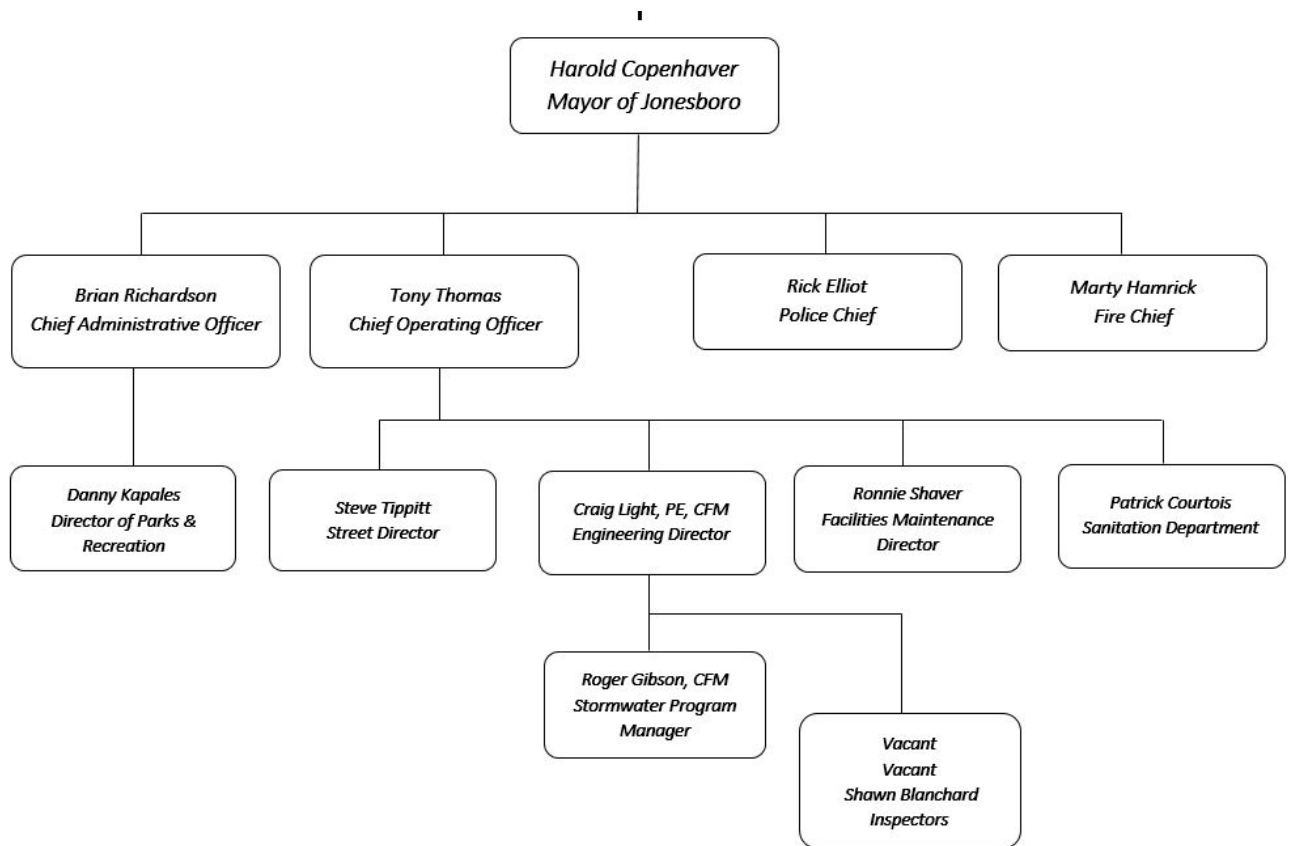 Harold Copenhaver
Mayor of Jonesboro
Brian Richardson
Chief Administrative Officer
Tony Thomas
Chief Operating Officer
Rick Elliot
Police Chief
Marty Hamrick
Fire Chief
Danny Kapales
Director of Parks &
Recreation
Steve Tippitt
Street Director
Craig Light, PE, CFM
Engineering Director
Ronnie Shaver
Facilities Maintenance
Director
Patrick Courtois
Sanitation Department
Roger Gibson, CFM
Stormwater Program
Manager
Vacant
Vacant
Shawn Blanchard
Inspectors